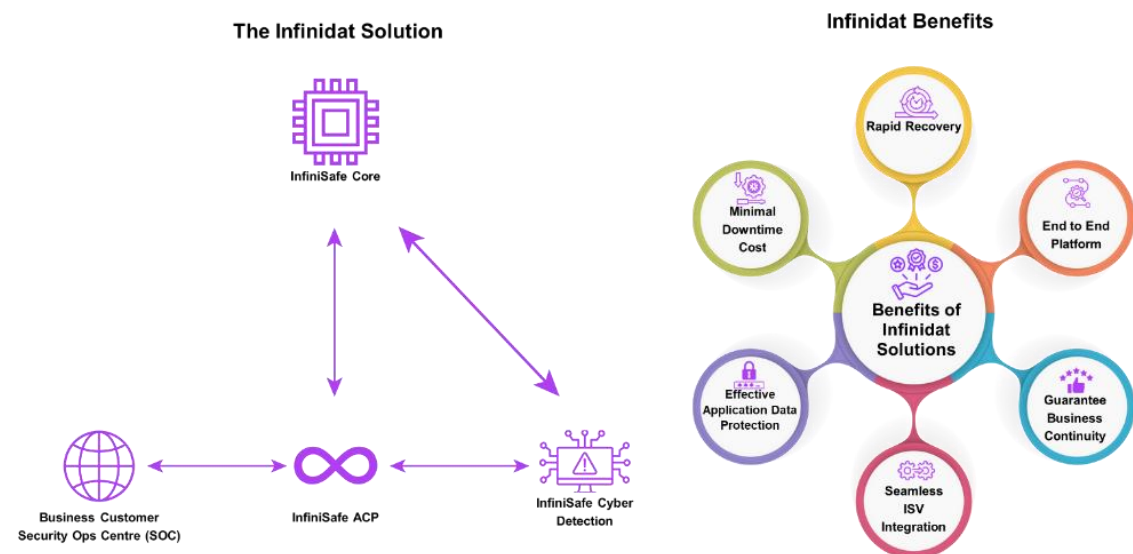 The Infinidat Solution
InfiniSafe Core
Business Customer
Security Ops Centre (SOC)
InfiniSafe ACP
InfiniSafe Cyber
Detection
Infinidat Benefits
Rapid Recovery
Minimal
Downtime
Cost
End to End
Platform
Benefits of
Infinidat
Solutions
Effective
Application Data
Protection
Guarantee
Business
Continuity
Seamless
ISV
Integration